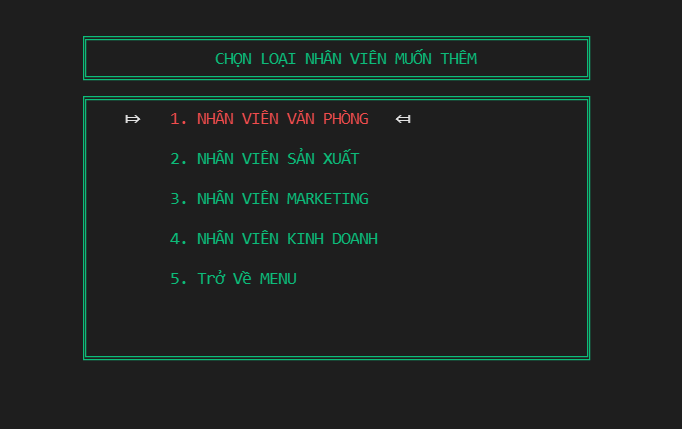 CHỌN LOẠI NHÂN VIÊN MUỐN THÊM
⤇ 1. NHÂN VIÊN VĂN PHÒNG ⤆
2. NHÂN VIÊN SẢN XUẤT
3. NHÂN VIÊN MARKETING
4. NHÂN VIÊN KINH DOANH
5. Trở Về MENU